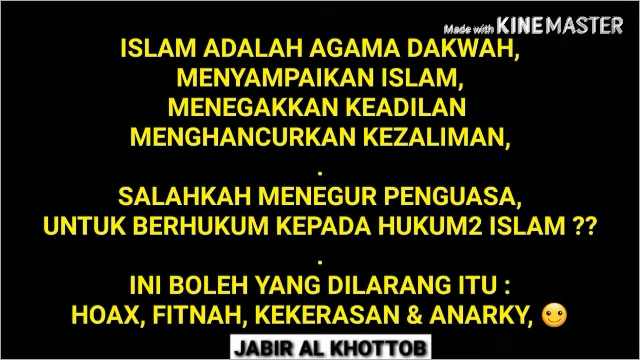 Made with KINEMASTER
ISLAM ADALAH AGAMA DAKWAH,
MENYAMPAIKAN ISLAM,
MENEGAKKAN KEADILAN
MENGHANCURKAN KEZALIMAN,
.
SALAHKAH MENEGUR PENGUASA,
UNTUK BERHUKUM KEPADA HUKUM2 ISLAM ??
.
INI BOLEH YANG DILARANG ITU :
HOAX, FITNAH, KEKERASAN & ANARKY, 🙂
JABIR AL KHOTTOB